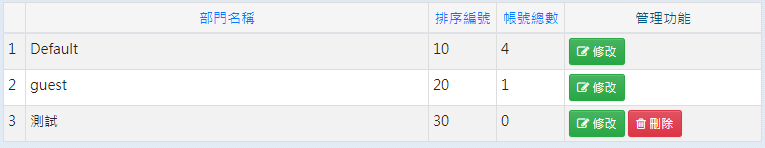 部門名稱 排序編號 帳號總數 管理功能
1 Default 10 4 修改
2 guest 20 1 修改
3 測試 30 0 修改 刪除